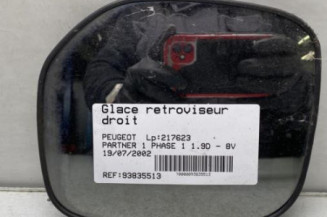 Glace retroviseur
droit
PEUGEOT Lp:217623
PARTNER 1 PHASE 1 1.9D - 8V
19/07/2002
REF:93835513